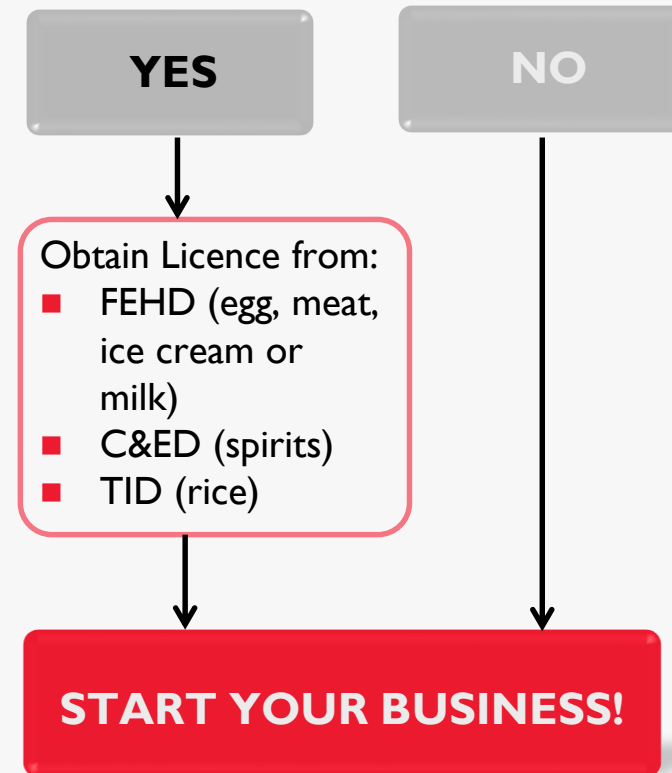 YES
NO
Obtain Licence from:
■ FEHD (egg, meat,
ice cream or
milk)
■ C&ED (spirits)
■ TID (rice)
START YOUR BUSINESS!